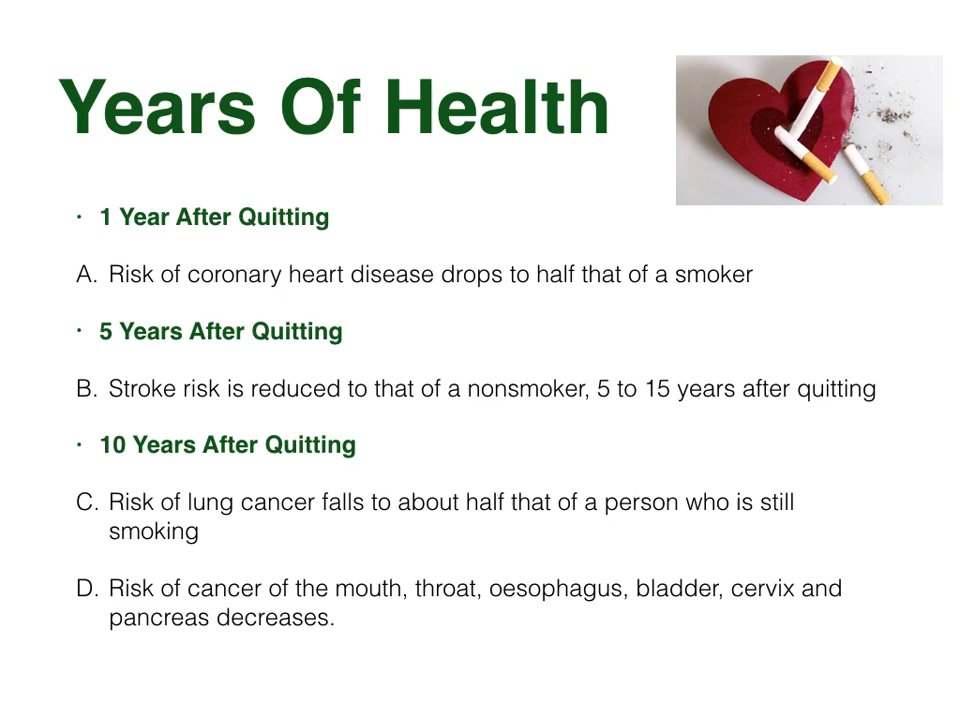 Years Of Health
• 1 Year After Quitting
A. Risk of coronary heart disease drops to half that of a smoker
• 5 Years After Quitting
B. Stroke risk is reduced to that of a nonsmoker, 5 to 15 years after quitting
• 10 Years After Quitting
C. Risk of lung cancer falls to about half that of a person who is still
smoking
D. Risk of cancer of the mouth, throat, oesophagus, bladder, cervix and
pancreas decreases.